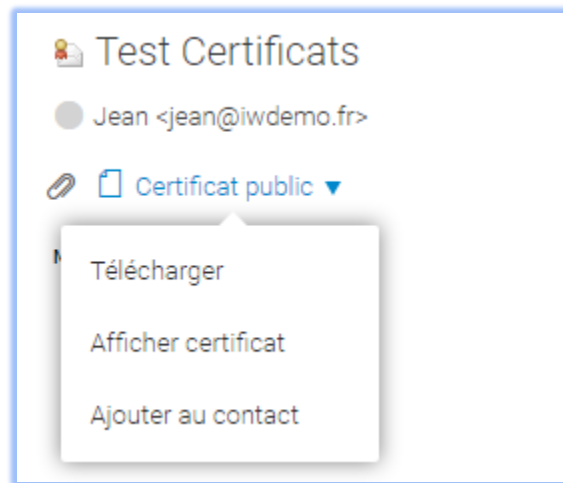 Test Certificats
Jean <jean@iwdemo.fr>
Certificat public
Télécharger
Afficher certificat
Ajouter au contact